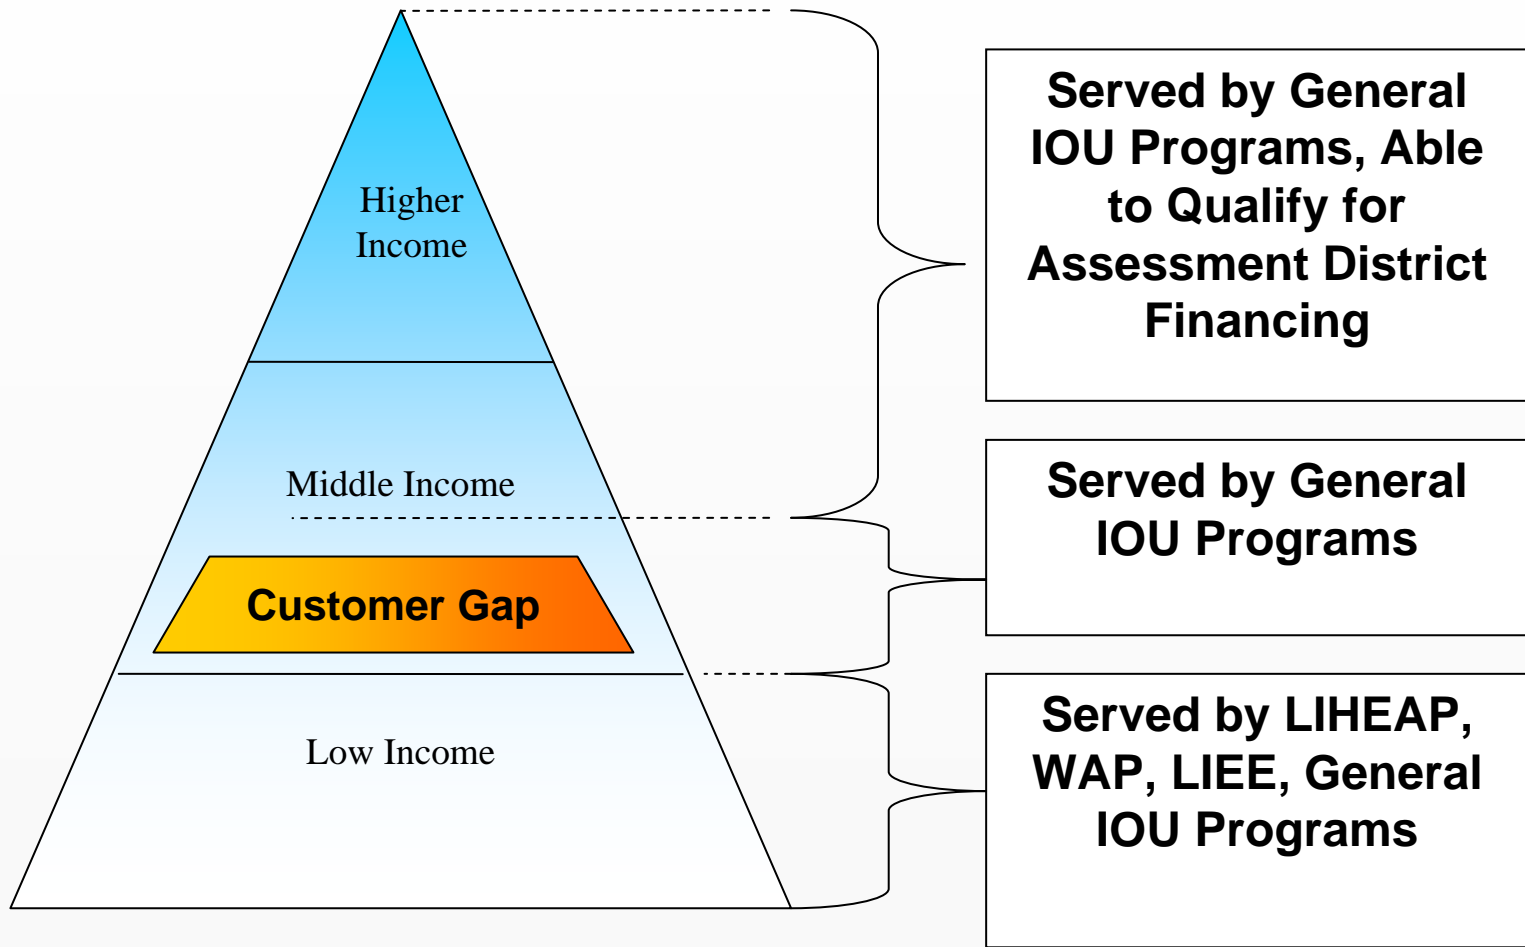 Higher
Income
Middle Income
Customer Gap
Low Income
Served by General
IOU Programs, Able
to Qualify for
Assessment District
Financing
Served by General
IOU Programs
Served by LIHEAP,
WAP, LIEE, General
IOU Programs